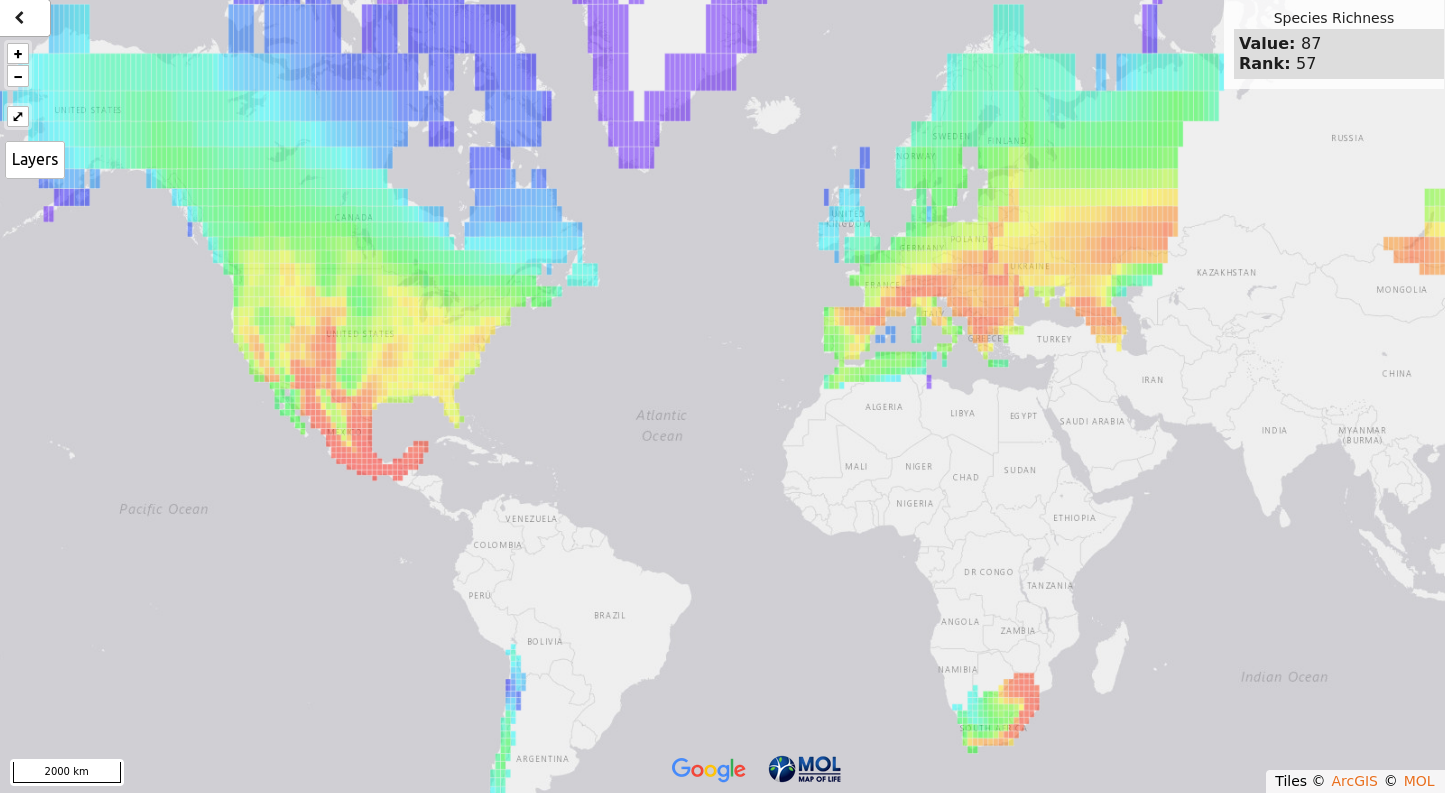 Species Richness
Value: 87
Rank: 57
+
−
Layers
UNITED STATES
CANADA
UNITED STATES
MEXICO
SWEDEN
FINLAND
NORWAY
RUSSIA
UNITED
KINGDOM
POLAND
GERMANY
UKRAINE
FRANCE
ITALY
GREECE
TURKEY
KAZAKHSTAN
MONGOLIA
CHINA
IRAN
Atlantic
Ocean
ALGERIA
LIBYA
EGYPT
SAUDI ARABIA
INDIA
MYANMAR
(BURMA)
MALI
NIGER
CHAD
SUDAN
NIGERIA
ETHIOPIA
Pacific Ocean
VENEZUELA
COLOMBIA
PERÚ
BRAZIL
BOLIVIA
DR CONGO
TANZANIA
ANGOLA
ZAMBIA
NAMIBIA
Indian Ocean
SOUTH AFRICA
ARGENTINA
2000 km
Google
MOL
MAP OF LIFE
Tiles © ArcGIS © MOL